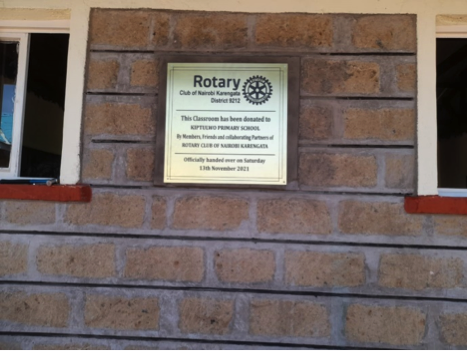 Rotary
Club of Nairobi Karengata
District 9212
This Classroom has been donated to
KIPTULWO PRIMARY SCHOOL
By Members, Friends and collaborating Partners of
ROTARY CLUB OF NAIROBI KARENGATA
Officially handed over on Saturday
13th November 2021